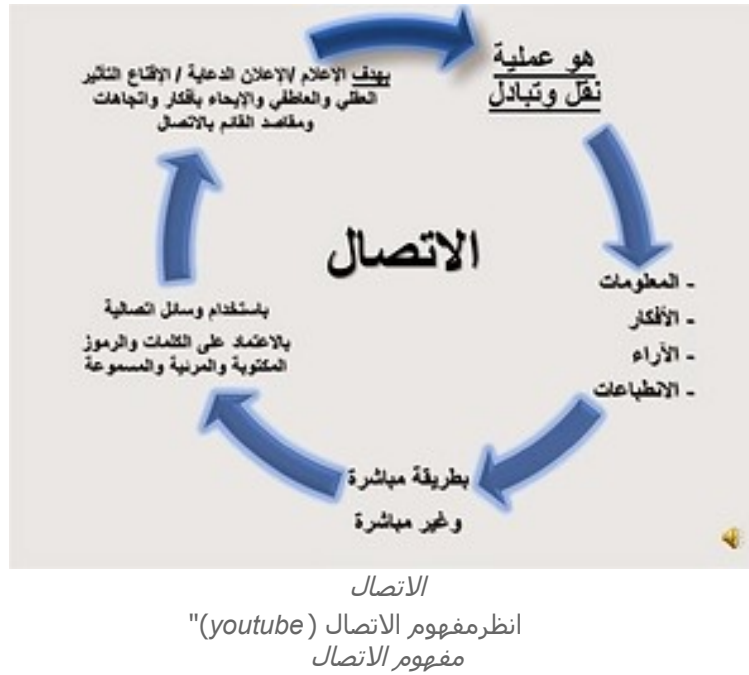 هو عملية
نقل وتبادل
- المعلومات
- الأفكار
- الآراء
- الانطباعات
بطريقة مباشرة
وغير مباشرة
باستخدام وسائل اتصالية
بالاعتماد على الكلمات والرموز
المكتوبة والمرئية والمسموعة
بهدف الإعلام /الإعلان الدعاية / الإقناع التأثير
العقلي والعاطفي والإيحاء بأفكار واتجاهات
ومقاصد القائم بالاتصال
الاتصال
الاتصال
انظرمفهوم الاتصال (youtube)"
مفهوم الاتصال